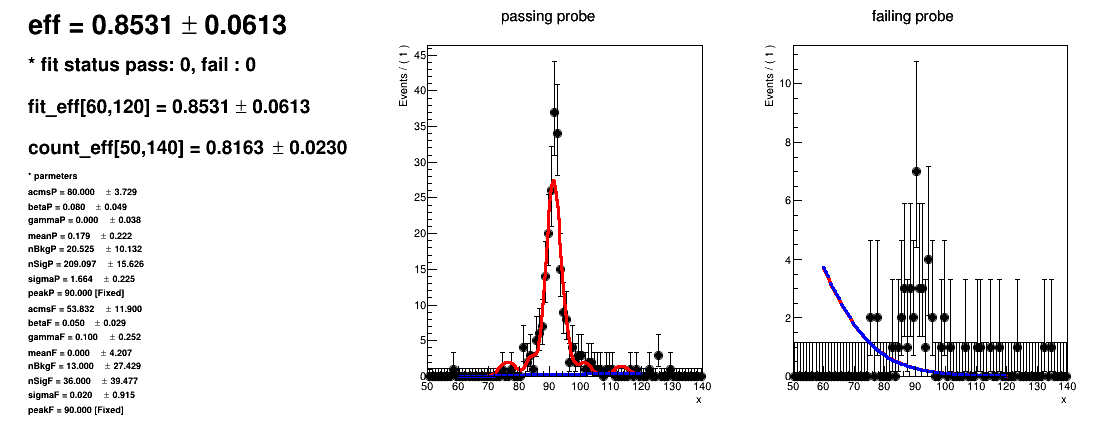 eff = 0.8531 ± 0.0613
* fit status pass: 0, fail : 0
fit_eff[60,120] = 0.8531 ± 0.0613
count_eff[50,140] = 0.8163 ± 0.0230
* parmeters
acmsP = 80.000 ± 3.729
betaP = 0.080 ± 0.049
gammaP = 0.000 ± 0.038
meanP = 0.179 ± 0.222
nBkgP = 20.525 ± 10.132
nSigP = 209.097 ± 15.626
sigmaP = 1.664 ± 0.225
peakP = 90.000 [Fixed]
acmsF = 53.832 ± 11.900
betaF = 0.050 ± 0.029
gammaF = 0.100 ± 0.252
meanF = 0.000 ± 4.207
nBkgF = 13.000 ± 27.429
nSigF = 36.000 ± 39.477
sigmaF = 0.020 ± 0.915
peakF = 90.000 [Fixed]
passing probe
Events / ( 1 )
45
40
35
30
25
20
15
10
5
0
50 60 70 80 90 100 110 120 130 140
x
failing probe
Events / ( 1 )
10
8
6
4
2
0
50 60 70 80 90 100 110 120 130 140
x